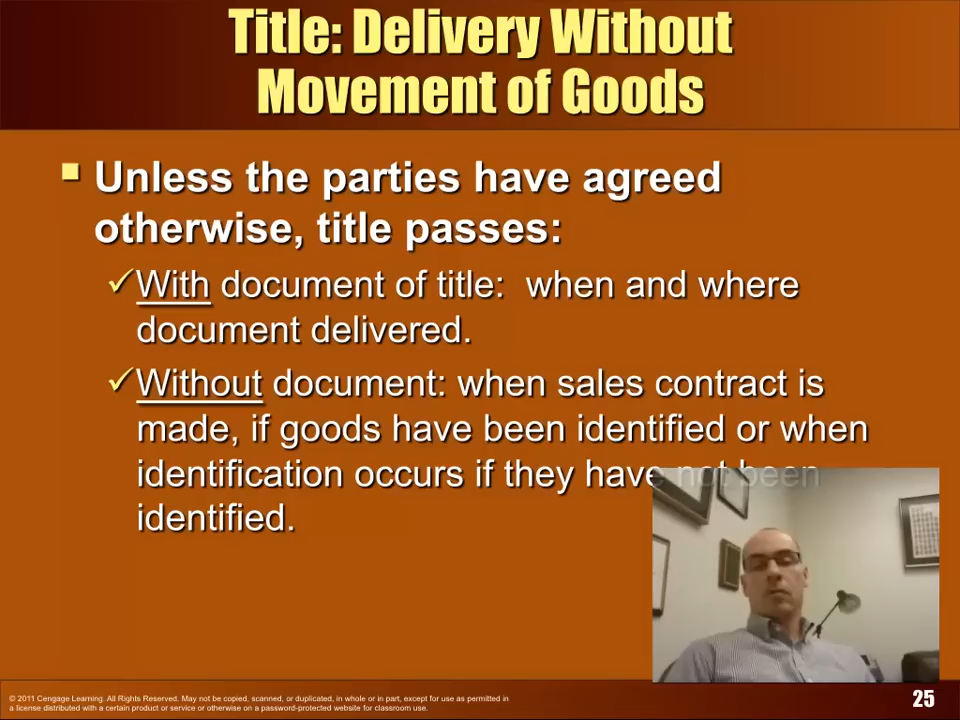 Title: Delivery Without
Movement of Goods
Unless the parties have agreed
otherwise, title passes:
With document of title: when and where
document delivered.
Without document: when sales contract is
made, if goods have been identified or when
identification occurs if they have not been
identified.
© 2011 Cengage Learning. All Rights Reserved. May not be copied, scanned, or duplicated, in whole or in part, except for use as permitted in
a license distributed with a certain product or service or otherwise on a password-protected website for classroom use.
25